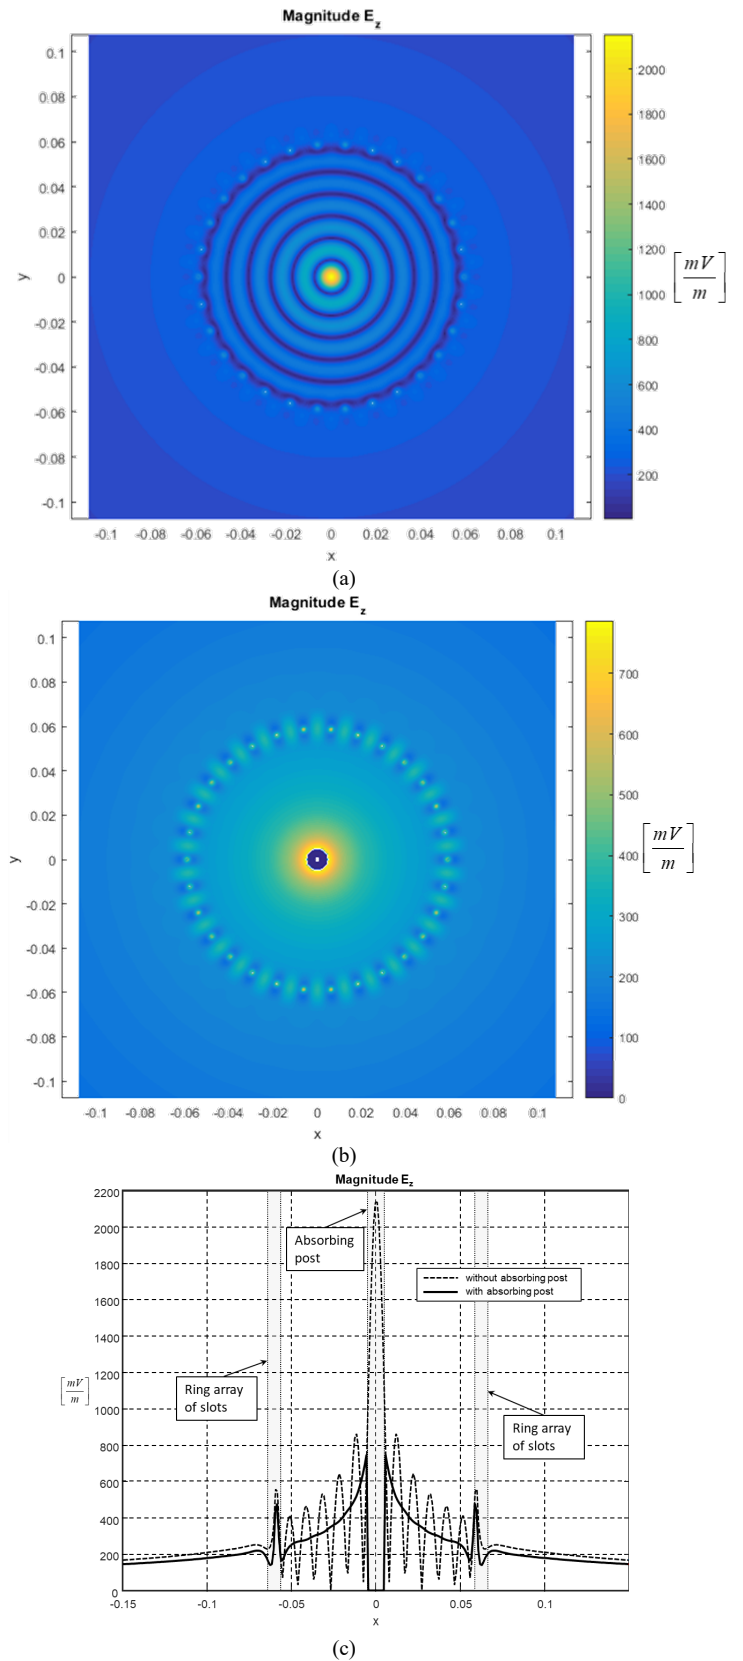 Magnitude E_z
0.1
0.08
0.06
0.04
0.02
0
-0.02
-0.04
-0.06
-0.08
-0.1
y
-0.1 -0.08 -0.06 -0.04 -0.02 0 0.02 0.04 0.06 0.08 0.1
x
2000
1800
1600
1400
1200
1000
800
600
400
200
[mV/m]
(a)
Magnitude E_z
0.1
0.08
0.06
0.04
0.02
0
-0.02
-0.04
-0.06
-0.08
-0.1
y
-0.1 -0.08 -0.06 -0.04 -0.02 0 0.02 0.04 0.06 0.08 0.1
x
700
600
500
400
300
200
100
0
[mV/m]
(b)
Magnitude E_z
2200
2000
1800
1600
1400
1200
1000
800
600
400
200
0
[mV/m]
Absorbing
post
without absorbing post
with absorbing post
Ring array
of slots
Ring array
of slots
-0.15 -0.1 -0.05 0 0.05 0.1
x
(c)